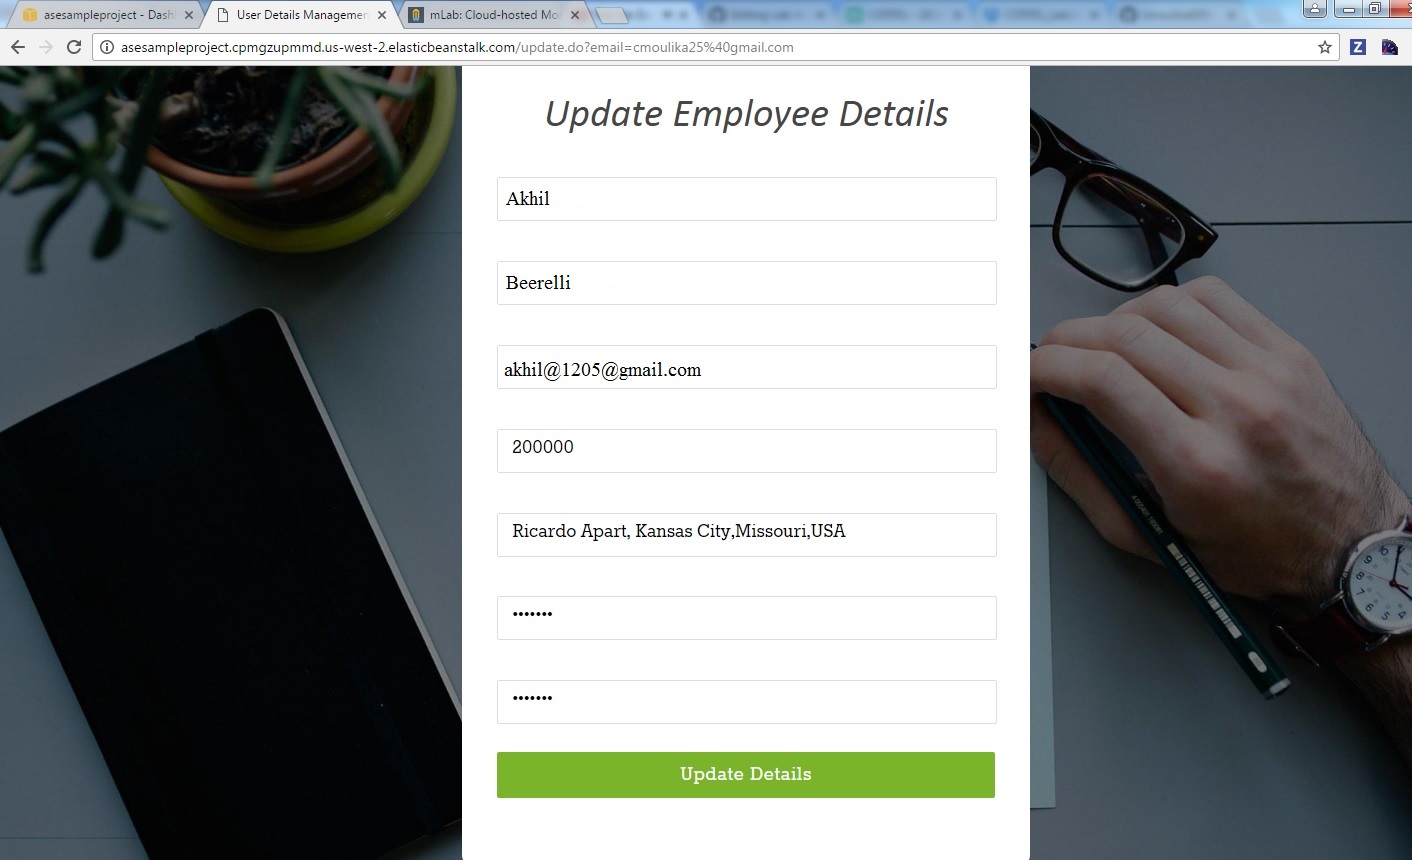 asesampleproject - Dash
User Details Managemen
mLab: Cloud-hosted Mo
asesampleproject.cpmgzupmmd.us-west-2.elasticbeanstalk.com/update.do?email=cmoulika25%40gmail.com
Z
Update Employee Details
Akhil
Beerelli
akhil@1205@gmail.com
200000
Ricardo Apart, Kansas City,Missouri,USA
•••••••
•••••••
Update Details